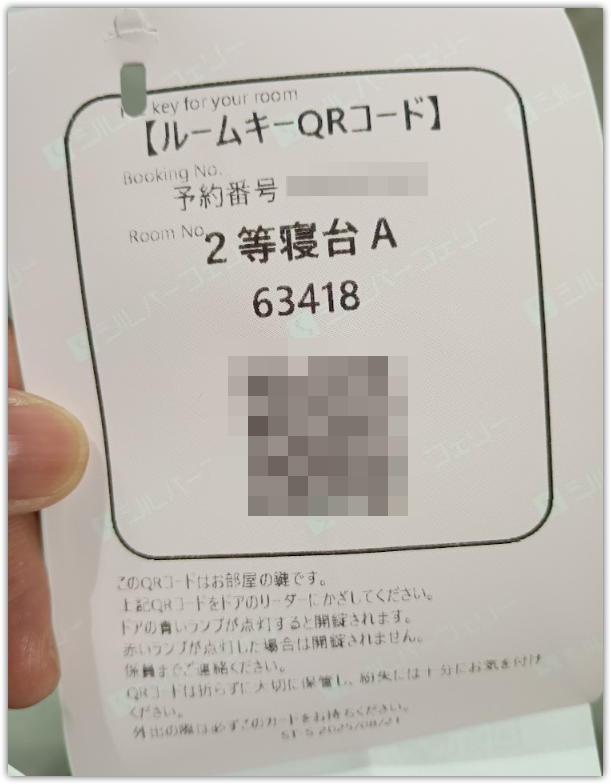 key for your room
【ルームキーQRコード】
Booking No.
予約番号
Room No.
2等寝台A
63418
このQRコードはお部屋の鍵です。
上記QRコードをドアのリーダーにかざしてください。
ドアの青いランプが点灯すると開錠されます。
赤いランプが点灯した場合は開錠されません。
係員までご連絡ください。
QRコードは折らずに大切に保管し、紛失には十分にお気を付け
ください。
外出の際は必ずこのカードをお持ちください。
ST-S 2025/08/21
シルバーフェリー